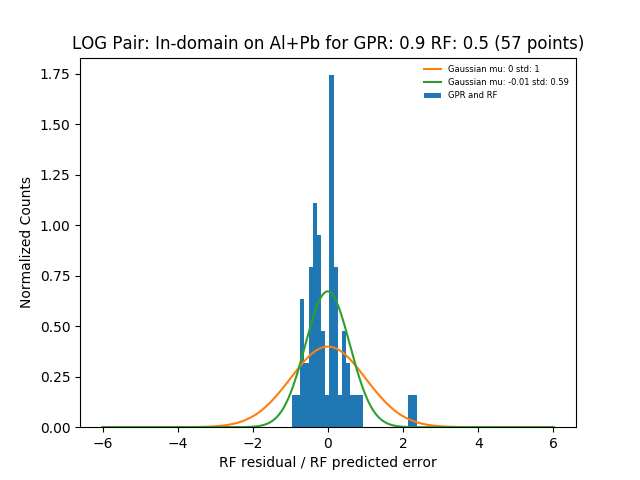 LOG Pair: In-domain on Al+Pb for GPR: 0.9 RF: 0.5 (57 points)
Gaussian mu: 0 std: 1
Gaussian mu: -0.01 std: 0.59
GPR and RF
Normalized Counts
1.75
1.50
1.25
1.00
0.75
0.50
0.25
0.00
−6 −4 −2 0 2 4 6
RF residual / RF predicted error